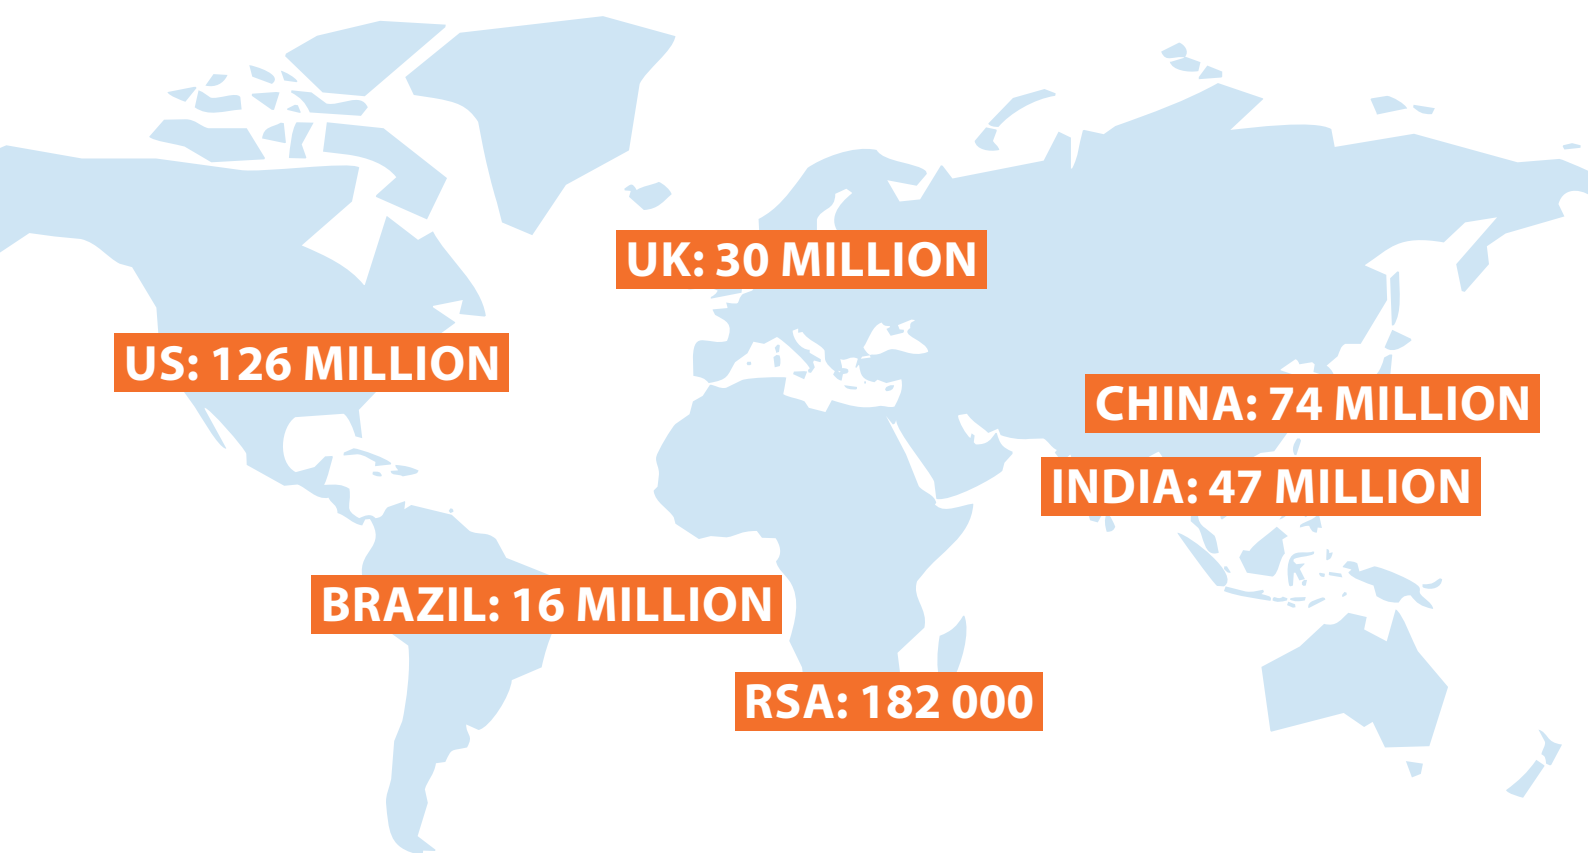 UK: 30 MILLION
US: 126 MILLION
CHINA: 74 MILLION
INDIA: 47 MILLION
BRAZIL: 16 MILLION
RSA: 182 000